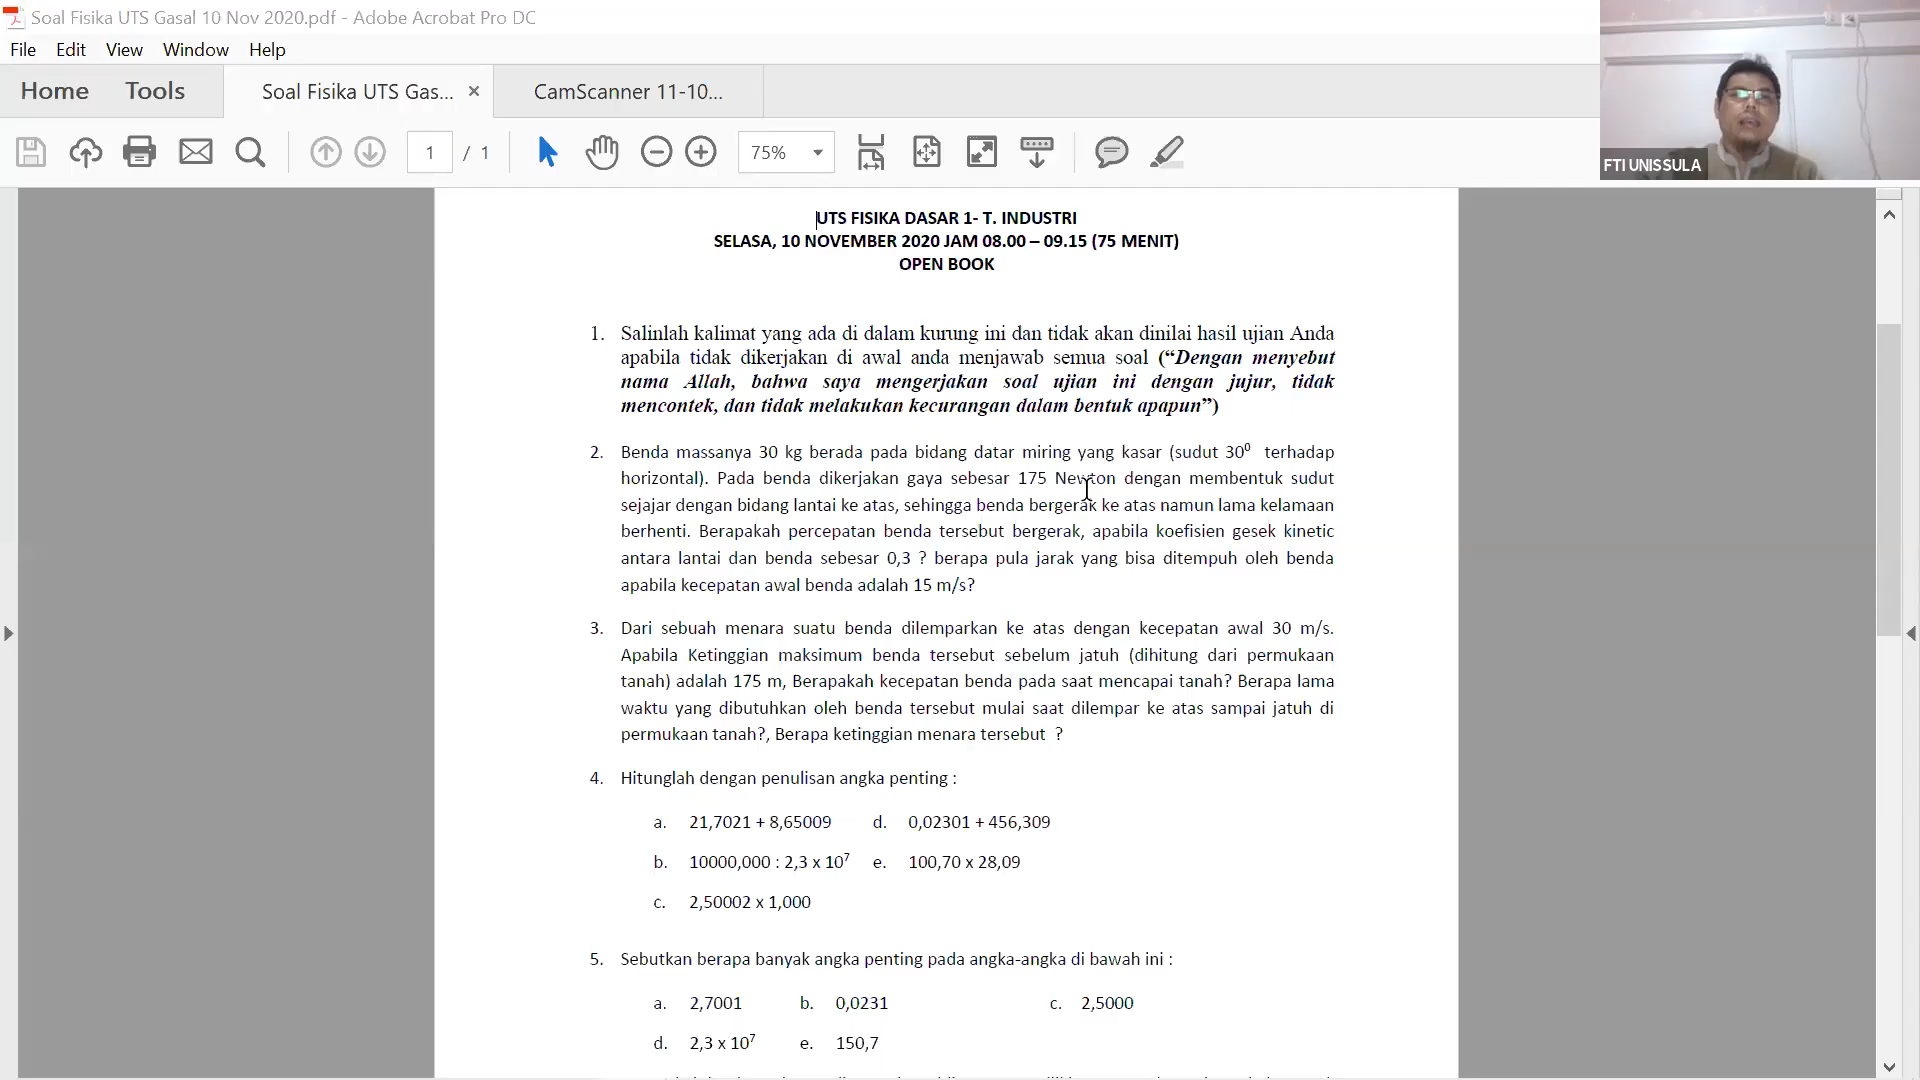 Soal Fisika UTS Gasal 10 Nov 2020.pdf - Adobe Acrobat Pro DC
File Edit View Window Help
Home Tools Soal Fisika UTS Gas... × CamScanner 11-10...
1 / 1 75%
FTI UNISSULA
UTS FISIKA DASAR 1- T. INDUSTRI
SELASA, 10 NOVEMBER 2020 JAM 08.00 – 09.15 (75 MENIT)
OPEN BOOK
1. Salinlah kalimat yang ada di dalam kurung ini dan tidak akan dinilai hasil ujian Anda
apabila tidak dikerjakan di awal anda menjawab semua soal (“Dengan menyebut
nama Allah, bahwa saya mengerjakan soal ujian ini dengan jujur, tidak
mencontek, dan tidak melakukan kecurangan dalam bentuk apapun”)
2. Benda massanya 30 kg berada pada bidang datar miring yang kasar (sudut 30⁰ terhadap
horizontal). Pada benda dikerjakan gaya sebesar 175 Newton dengan membentuk sudut
sejajar dengan bidang lantai ke atas, sehingga benda bergerak ke atas namun lama kelamaan
berhenti. Berapakah percepatan benda tersebut bergerak, apabila koefisien gesek kinetic
antara lantai dan benda sebesar 0,3 ? berapa pula jarak yang bisa ditempuh oleh benda
apabila kecepatan awal benda adalah 15 m/s?
3. Dari sebuah menara suatu benda dilemparkan ke atas dengan kecepatan awal 30 m/s.
Apabila Ketinggian maksimum benda tersebut sebelum jatuh (dihitung dari permukaan
tanah) adalah 175 m, Berapakah kecepatan benda pada saat mencapai tanah? Berapa lama
waktu yang dibutuhkan oleh benda tersebut mulai saat dilempar ke atas sampai jatuh di
permukaan tanah?, Berapa ketinggian menara tersebut ?
4. Hitunglah dengan penulisan angka penting :
a. 21,7021 + 8,65009 d. 0,02301 + 456,309
b. 10000,000 : 2,3 x 10⁷ e. 100,70 x 28,09
c. 2,50002 x 1,000
5. Sebutkan berapa banyak angka penting pada angka-angka di bawah ini :
a. 2,7001 b. 0,0231 c. 2,5000
d. 2,3 x 10⁷ e. 150,7